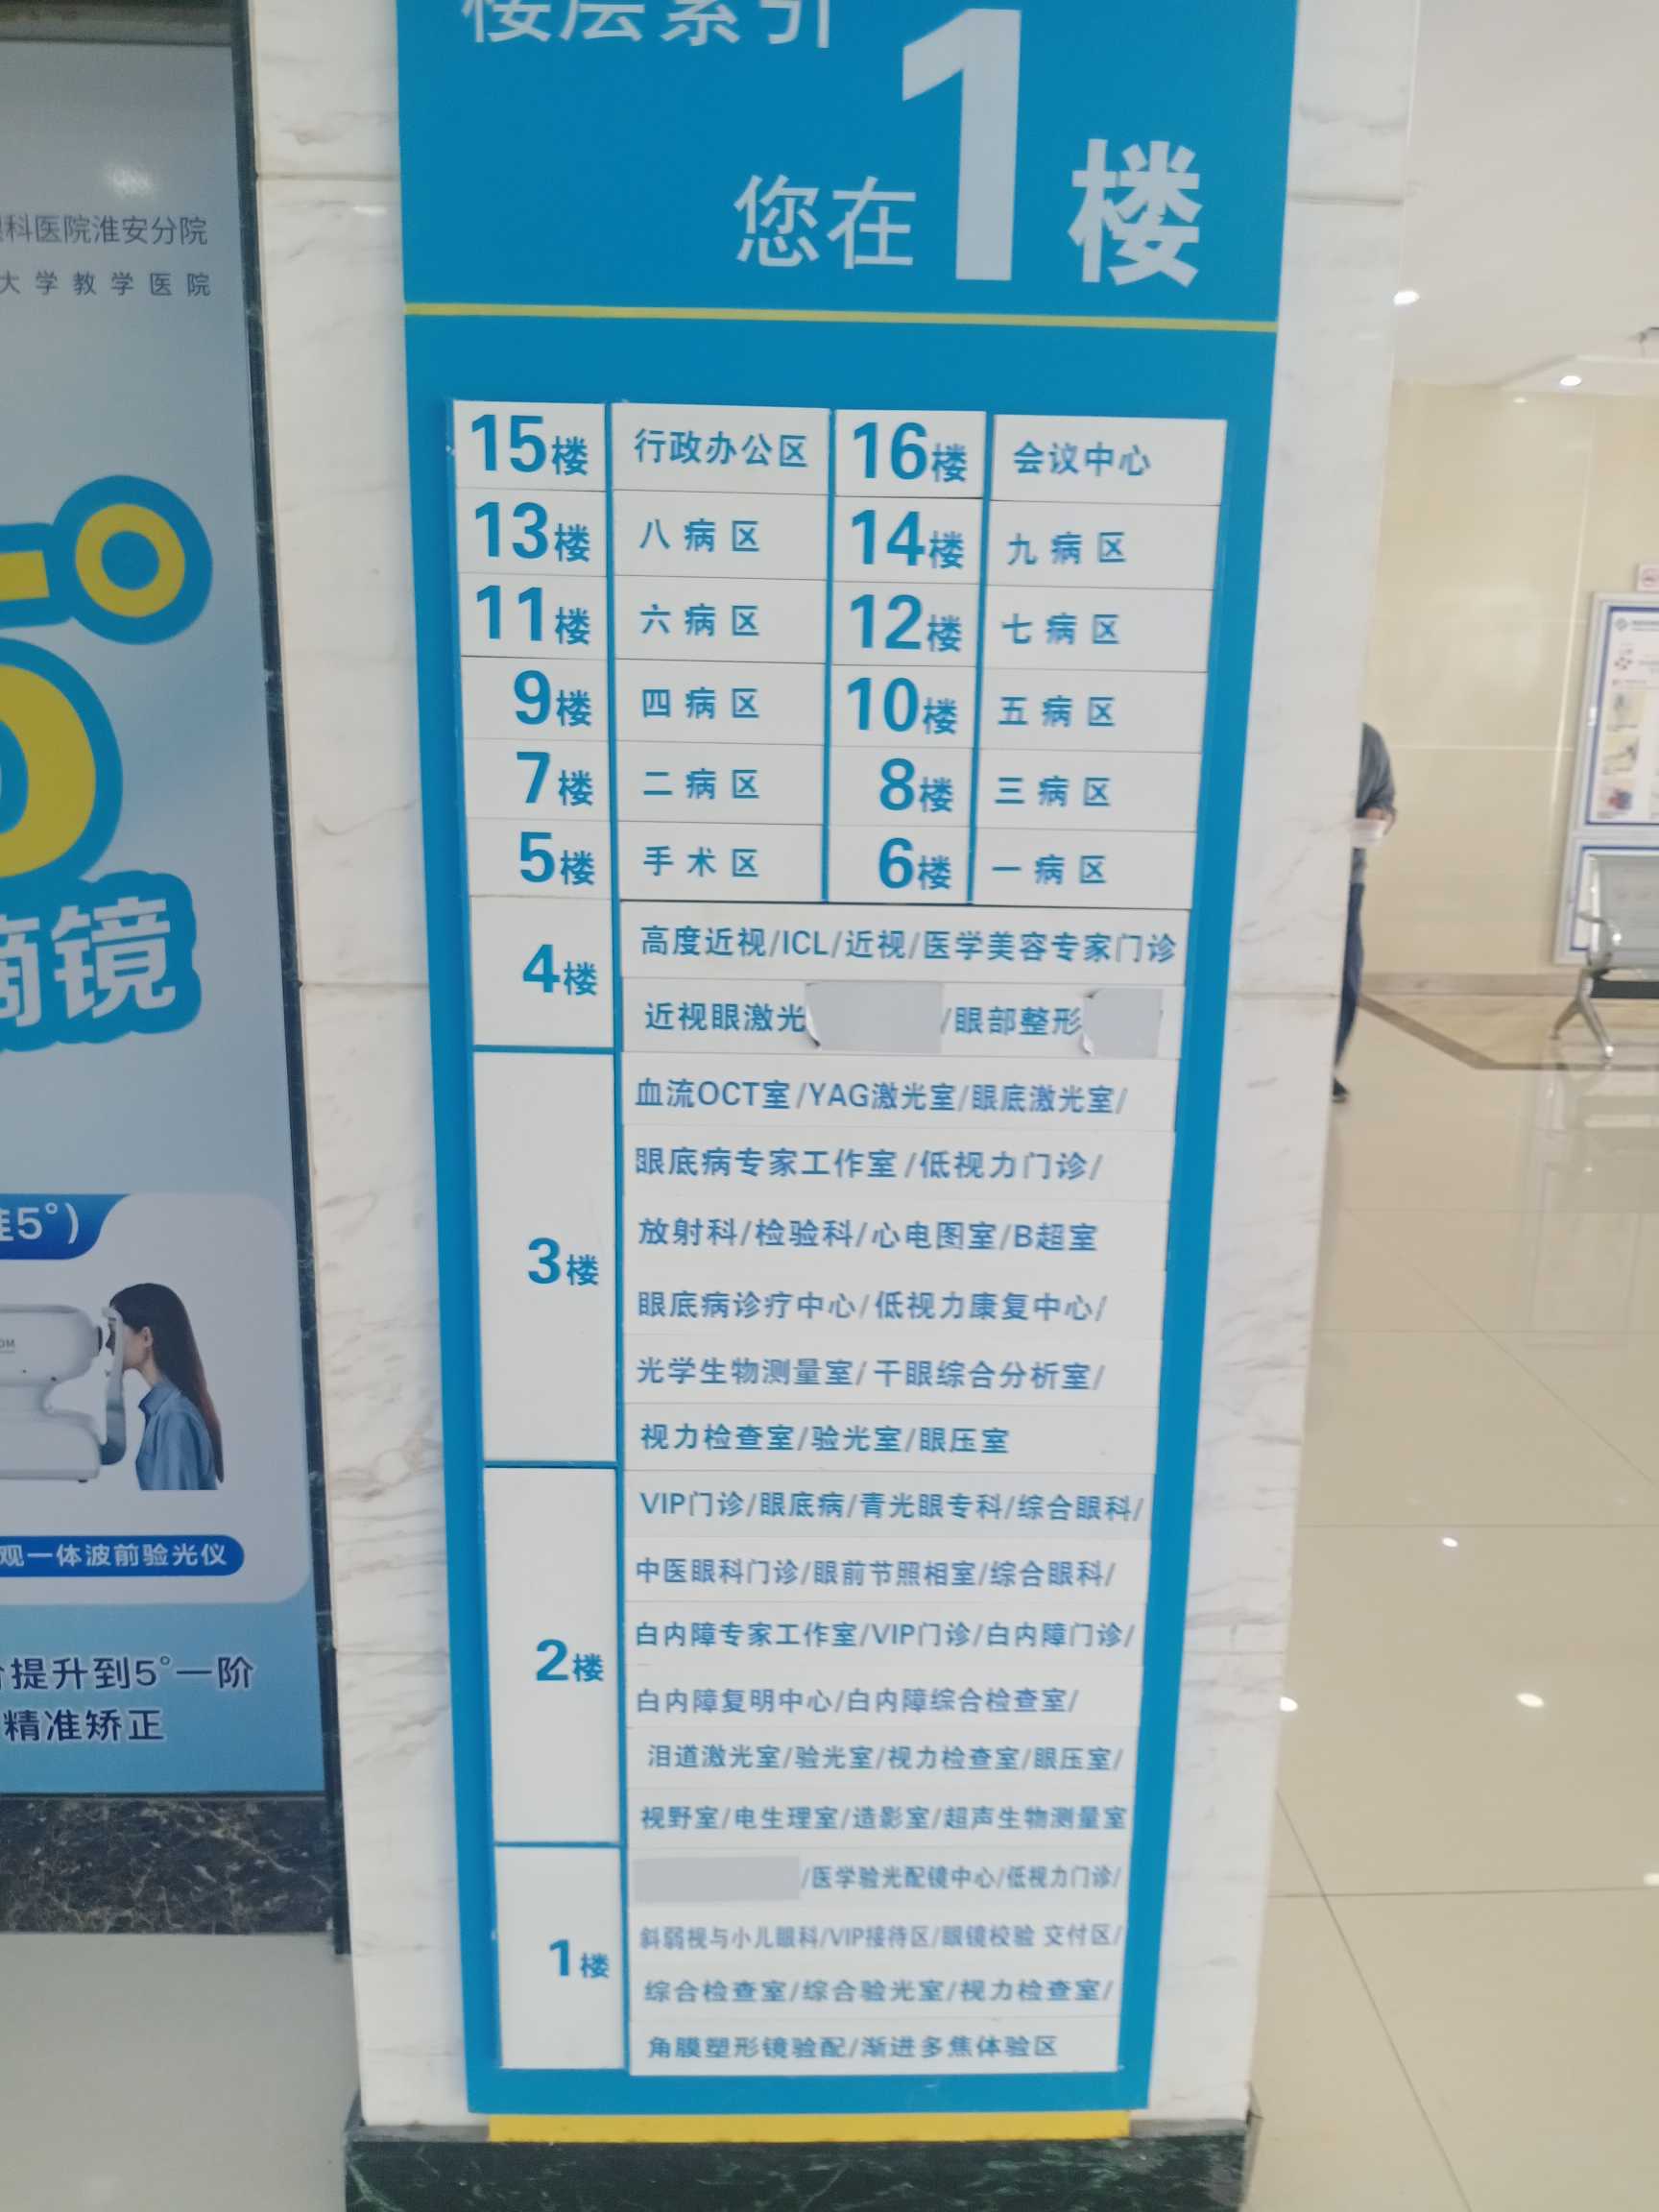 楼层索引
您在1楼
15楼 行政办公区 16楼 会议中心
13楼 八病区 14楼 九病区
11楼 六病区 12楼 七病区
9楼 四病区 10楼 五病区
7楼 二病区 8楼 三病区
5楼 手术区 6楼 一病区
4楼
高度近视/ICL/近视/医学美容专家门诊
近视眼激光 /眼部整形 /
3楼
血流OCT室/YAG激光室/眼底激光室/
眼底病专家工作室/低视力门诊/
放射科/检验科/心电图室/B超室
眼底病诊疗中心/低视力康复中心/
光学生物测量室/干眼综合分析室/
视力检查室/验光室/眼压室
2楼
VIP门诊/眼底病/青光眼专科/综合眼科/
中医眼科门诊/眼前节照相室/综合眼科/
白内障专家工作室/VIP门诊/白内障门诊/
白内障复明中心/白内障综合检查室/
泪道激光室/验光室/视力检查室/眼压室/
视野室/电生理室/造影室/超声生物测量室
1楼
/医学验光配镜中心/低视力门诊/
斜弱视与小儿眼科/VIP接待区/眼镜校验 交付区/
综合检查室/综合验光室/视力检查室/
角膜塑形镜验配/渐进多焦体验区
科医院淮安分院
大学教学医院
镜
5°)
观一体波前验光仪
提升到5°一阶
精准矫正